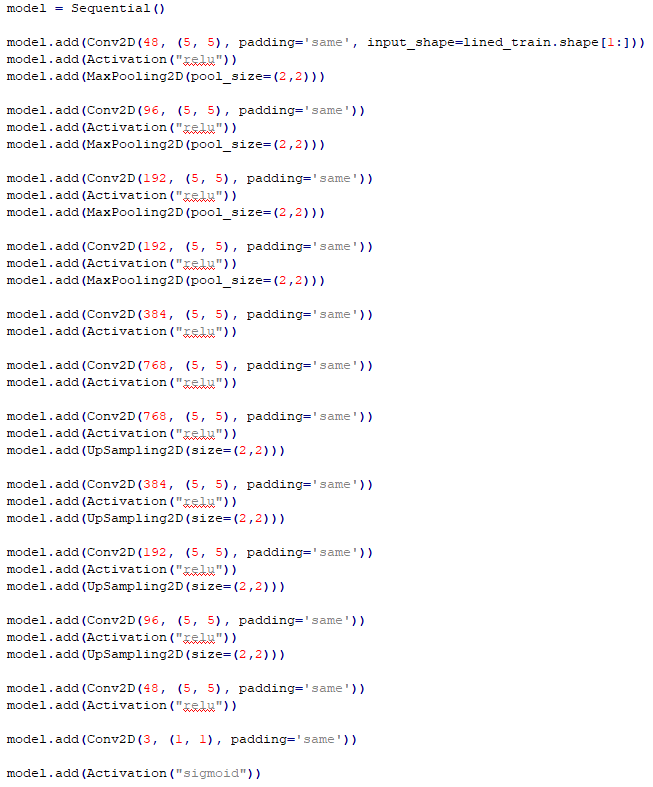 model = Sequential()
model.add(Conv2D(48, (5, 5), padding='same', input_shape=lined_train.shape[1:]))
model.add(Activation("relu"))
model.add(MaxPooling2D(pool_size=(2,2)))
model.add(Conv2D(96, (5, 5), padding='same'))
model.add(Activation("relu"))
model.add(MaxPooling2D(pool_size=(2,2)))
model.add(Conv2D(192, (5, 5), padding='same'))
model.add(Activation("relu"))
model.add(MaxPooling2D(pool_size=(2,2)))
model.add(Conv2D(192, (5, 5), padding='same'))
model.add(Activation("relu"))
model.add(MaxPooling2D(pool_size=(2,2)))
model.add(Conv2D(384, (5, 5), padding='same'))
model.add(Activation("relu"))
model.add(Conv2D(768, (5, 5), padding='same'))
model.add(Activation("relu"))
model.add(Conv2D(768, (5, 5), padding='same'))
model.add(Activation("relu"))
model.add(UpSampling2D(size=(2,2)))
model.add(Conv2D(384, (5, 5), padding='same'))
model.add(Activation("relu"))
model.add(UpSampling2D(size=(2,2)))
model.add(Conv2D(192, (5, 5), padding='same'))
model.add(Activation("relu"))
model.add(UpSampling2D(size=(2,2)))
model.add(Conv2D(96, (5, 5), padding='same'))
model.add(Activation("relu"))
model.add(UpSampling2D(size=(2,2)))
model.add(Conv2D(48, (5, 5), padding='same'))
model.add(Activation("relu"))
model.add(Conv2D(3, (1, 1), padding='same'))
model.add(Activation("sigmoid"))